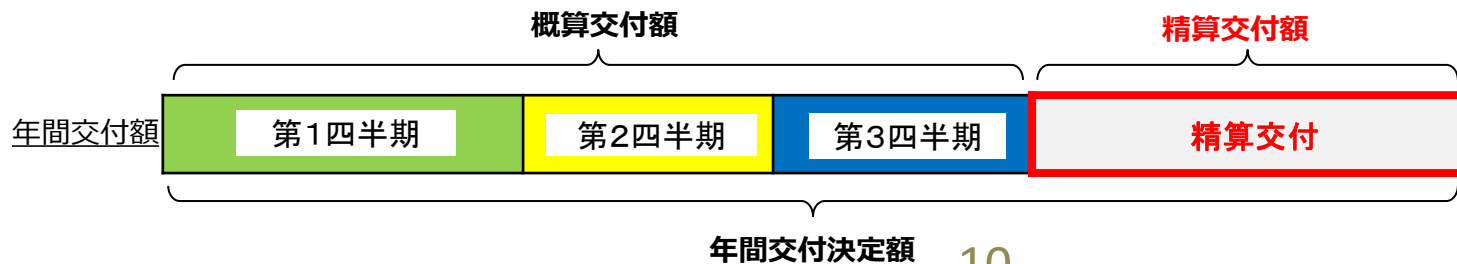 概算交付額
精算交付額
年間交付額
第1四半期
第2四半期
第3四半期
精算交付
年間交付決定額
10